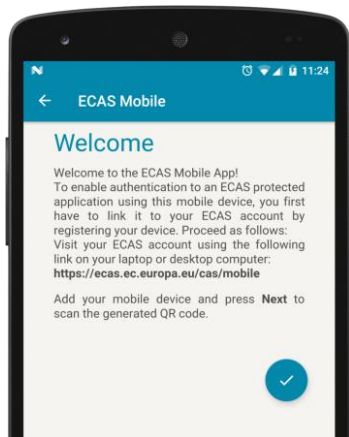 11:24
ECAS Mobile
Welcome
Welcome to the ECAS Mobile App!
To enable authentication to an ECAS protected
application using this mobile device, you first
have to link it to your ECAS account by
registering your device. Proceed as follows:
Visit your ECAS account using the following
link on your laptop or desktop computer:
https://ecas.ec.europa.eu/cas/mobile
Add your mobile device and press Next to
scan the generated QR code.